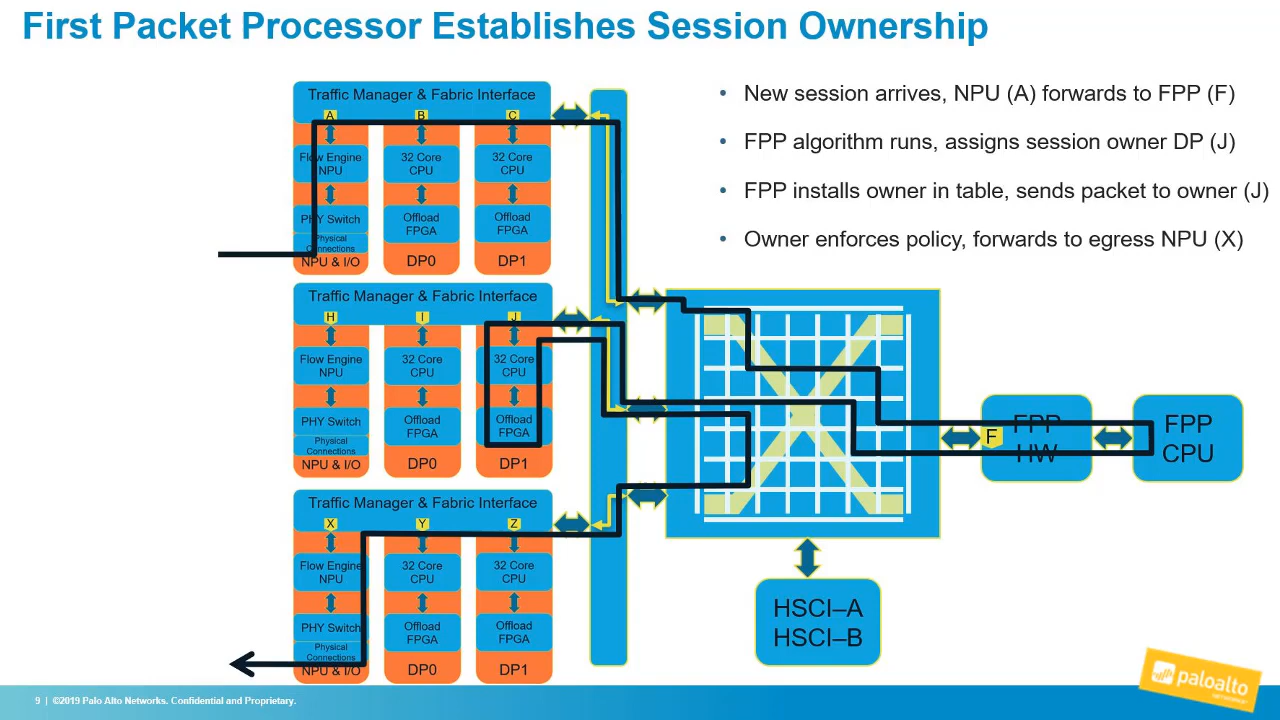 First Packet Processor Establishes Session Ownership
• New session arrives, NPU (A) forwards to FPP (F)
• FPP algorithm runs, assigns session owner DP (J)
• FPP installs owner in table, sends packet to owner (J)
• Owner enforces policy, forwards to egress NPU (X)
Traffic Manager & Fabric Interface
A B C
Flow Engine
NPU
32 Core
CPU
32 Core
CPU
PHY Switch
Offload
FPGA
Offload
FPGA
Physical
Connections
NPU & I/O
DP0
DP1
Traffic Manager & Fabric Interface
H I J
Flow Engine
NPU
32 Core
CPU
32 Core
CPU
PHY Switch
Offload
FPGA
Offload
FPGA
Physical
Connections
NPU & I/O
DP0
DP1
Traffic Manager & Fabric Interface
X Y Z
Flow Engine
NPU
32 Core
CPU
32 Core
CPU
PHY Switch
Offload
FPGA
Offload
FPGA
Physical
Connections
NPU & I/O
DP0
DP1
F
FPP
HW
FPP
CPU
HSCI–A
HSCI–B
9 | ©2019 Palo Alto Networks. Confidential and Proprietary.
paloalto
NETWORKS